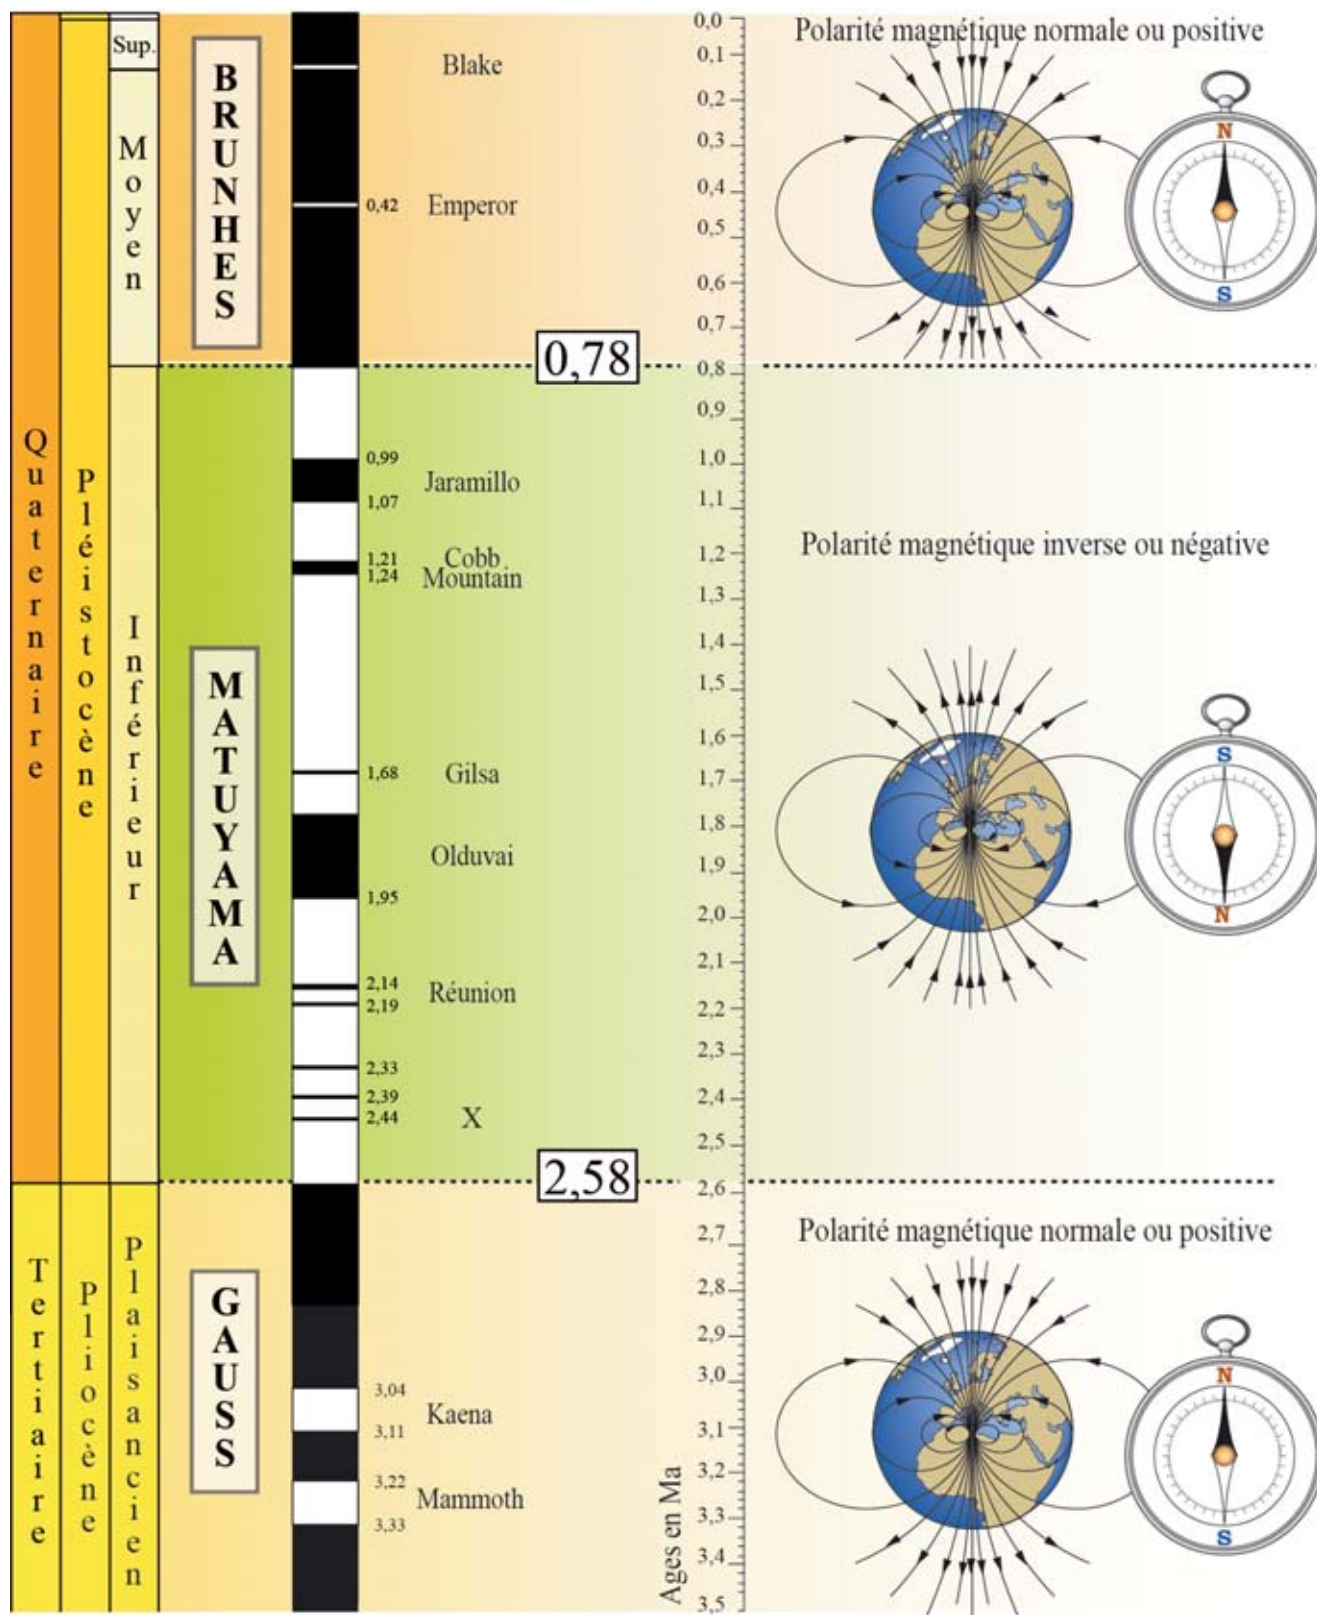 Quaternaire
Tertiaire
Pléistocène
Pliocène
Sup.
Moyen
Inférieur
Plaisancien
BRUNHES
MATUYAMA
GAUSS
Blake
0,42 Emperor
0,78
0,99
Jaramillo
1,07
1,21 Cobb
1,24 Mountain
1,68 Gilsa
Olduvai
1,95
2,14 Réunion
2,19
2,33
2,39
2,44 X
2,58
3,04
Kaena
3,11
3,22
Mammoth
3,33
Ages en Ma
0,0
0,1
0,2
0,3
0,4
0,5
0,6
0,7
0,8
0,9
1,0
1,1
1,2
1,3
1,4
1,5
1,6
1,7
1,8
1,9
2,0
2,1
2,2
2,3
2,4
2,5
2,6
2,7
2,8
2,9
3,0
3,1
3,2
3,3
3,4
3,5
Polarité magnétique normale ou positive
N
S
Polarité magnétique inverse ou négative
S
N
Polarité magnétique normale ou positive
N
S